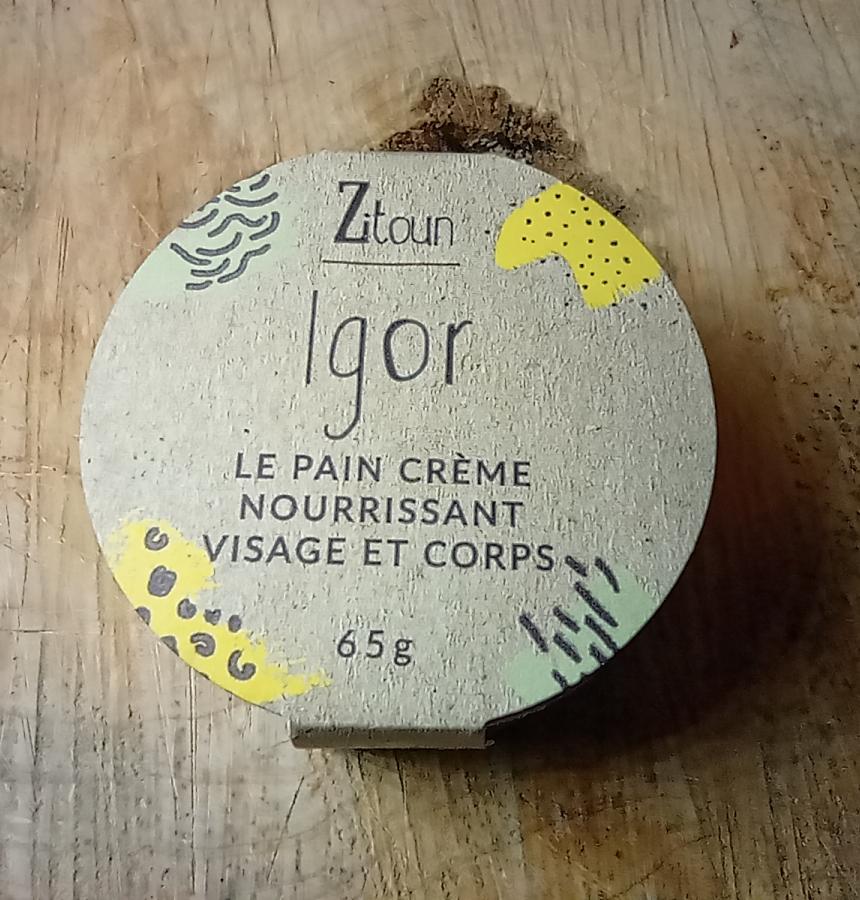 Zitoun
Igor
LE PAIN CRÈME
NOURRISSANT
VISAGE ET CORPS
65g